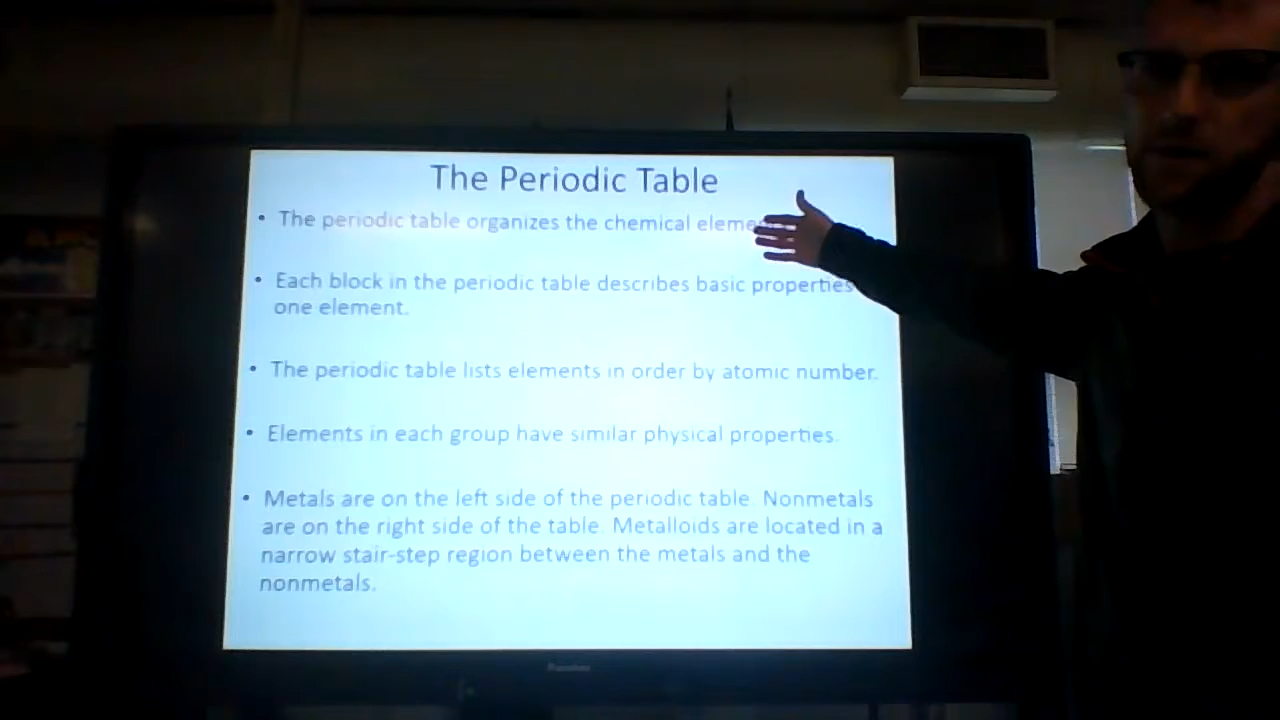 The Periodic Table
• The periodic table organizes the chemical eleme
• Each block in the periodic table describes basic properties
one element.
• The periodic table lists elements in order by atomic number.
• Elements in each group have similar physical properties.
• Metals are on the left side of the periodic table. Nonmetals
are on the right side of the table. Metalloids are located in a
narrow stair-step region between the metals and the
nonmetals.